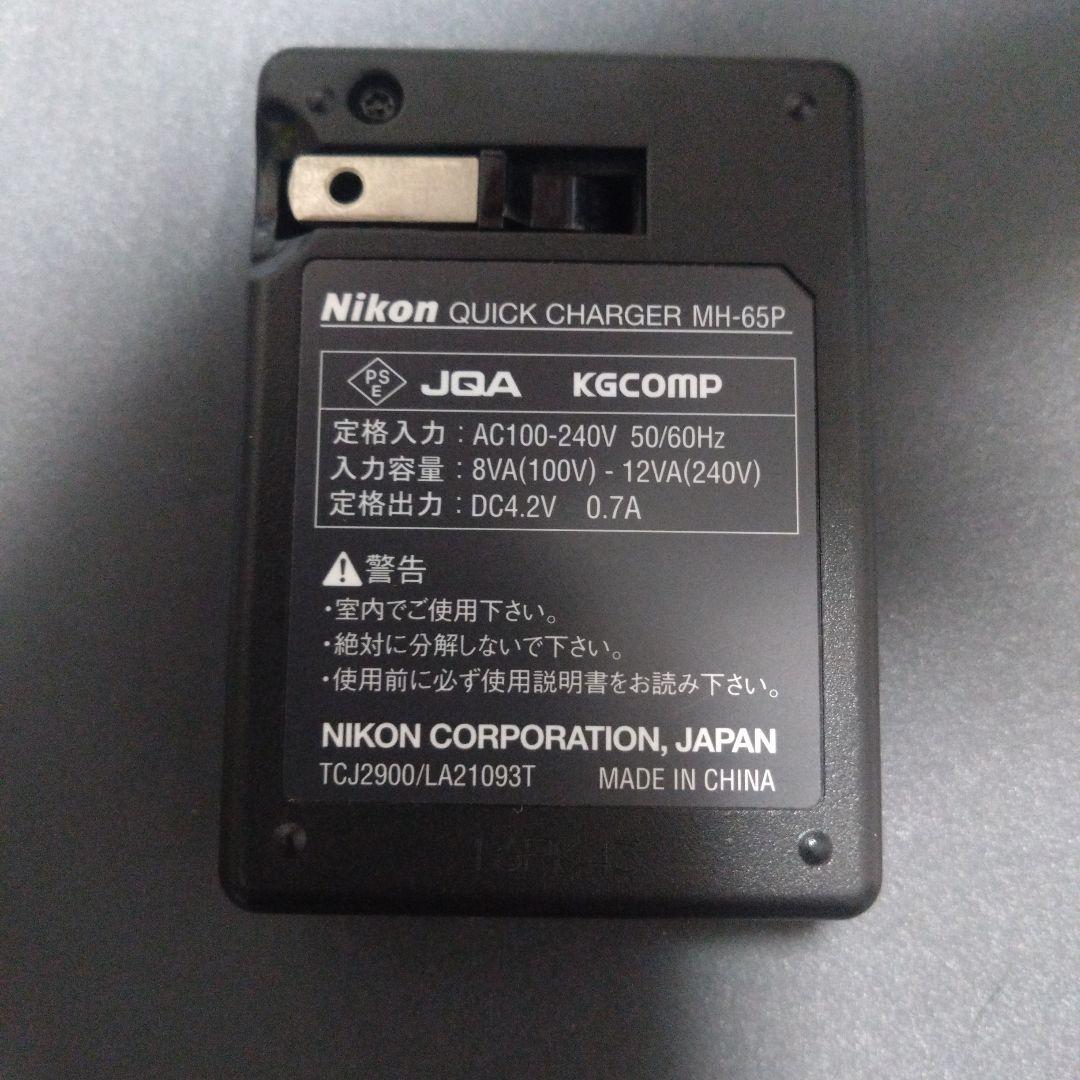 Nikon QUICK CHARGER MH-65P
PS
E
JQA KGCOMP
定格入力 : AC100-240V 50/60Hz
入力容量 : 8VA(100V) - 12VA(240V)
定格出力 : DC4.2V 0.7A
警告
・室内でご使用下さい。
・絶対に分解しないで下さい。
・使用前に必ず使用説明書をお読み下さい。
NIKON CORPORATION, JAPAN
TCJ2900/LA21093T MADE IN CHINA